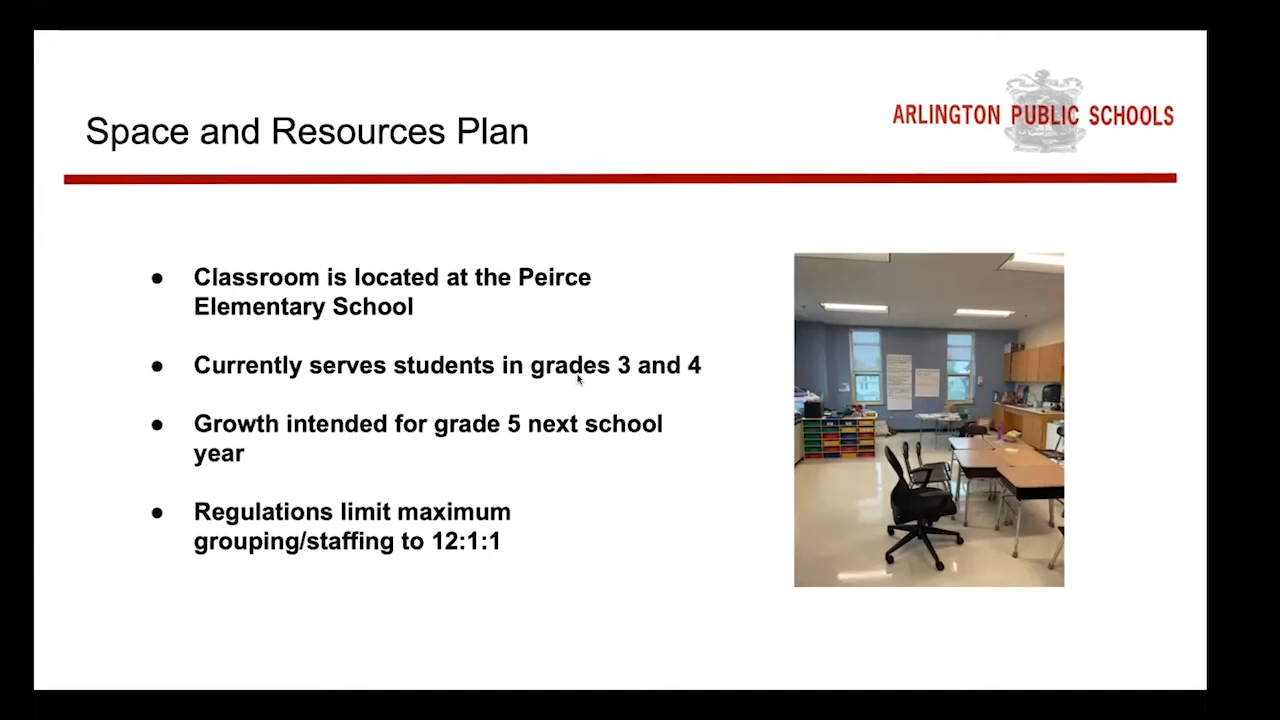 ARLINGTON PUBLIC SCHOOLS
Space and Resources Plan
● Classroom is located at the Peirce
Elementary School
● Currently serves students in grades 3 and 4
● Growth intended for grade 5 next school
year
● Regulations limit maximum
grouping/staffing to 12:1:1